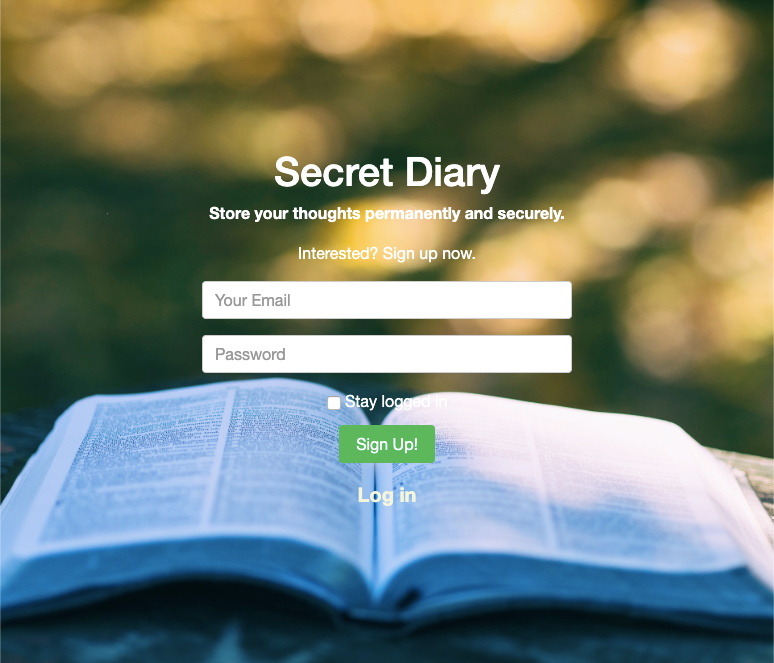 Secret Diary
Store your thoughts permanently and securely.
Interested? Sign up now.
Your Email
Password
Stay logged in
Sign Up!
Log in